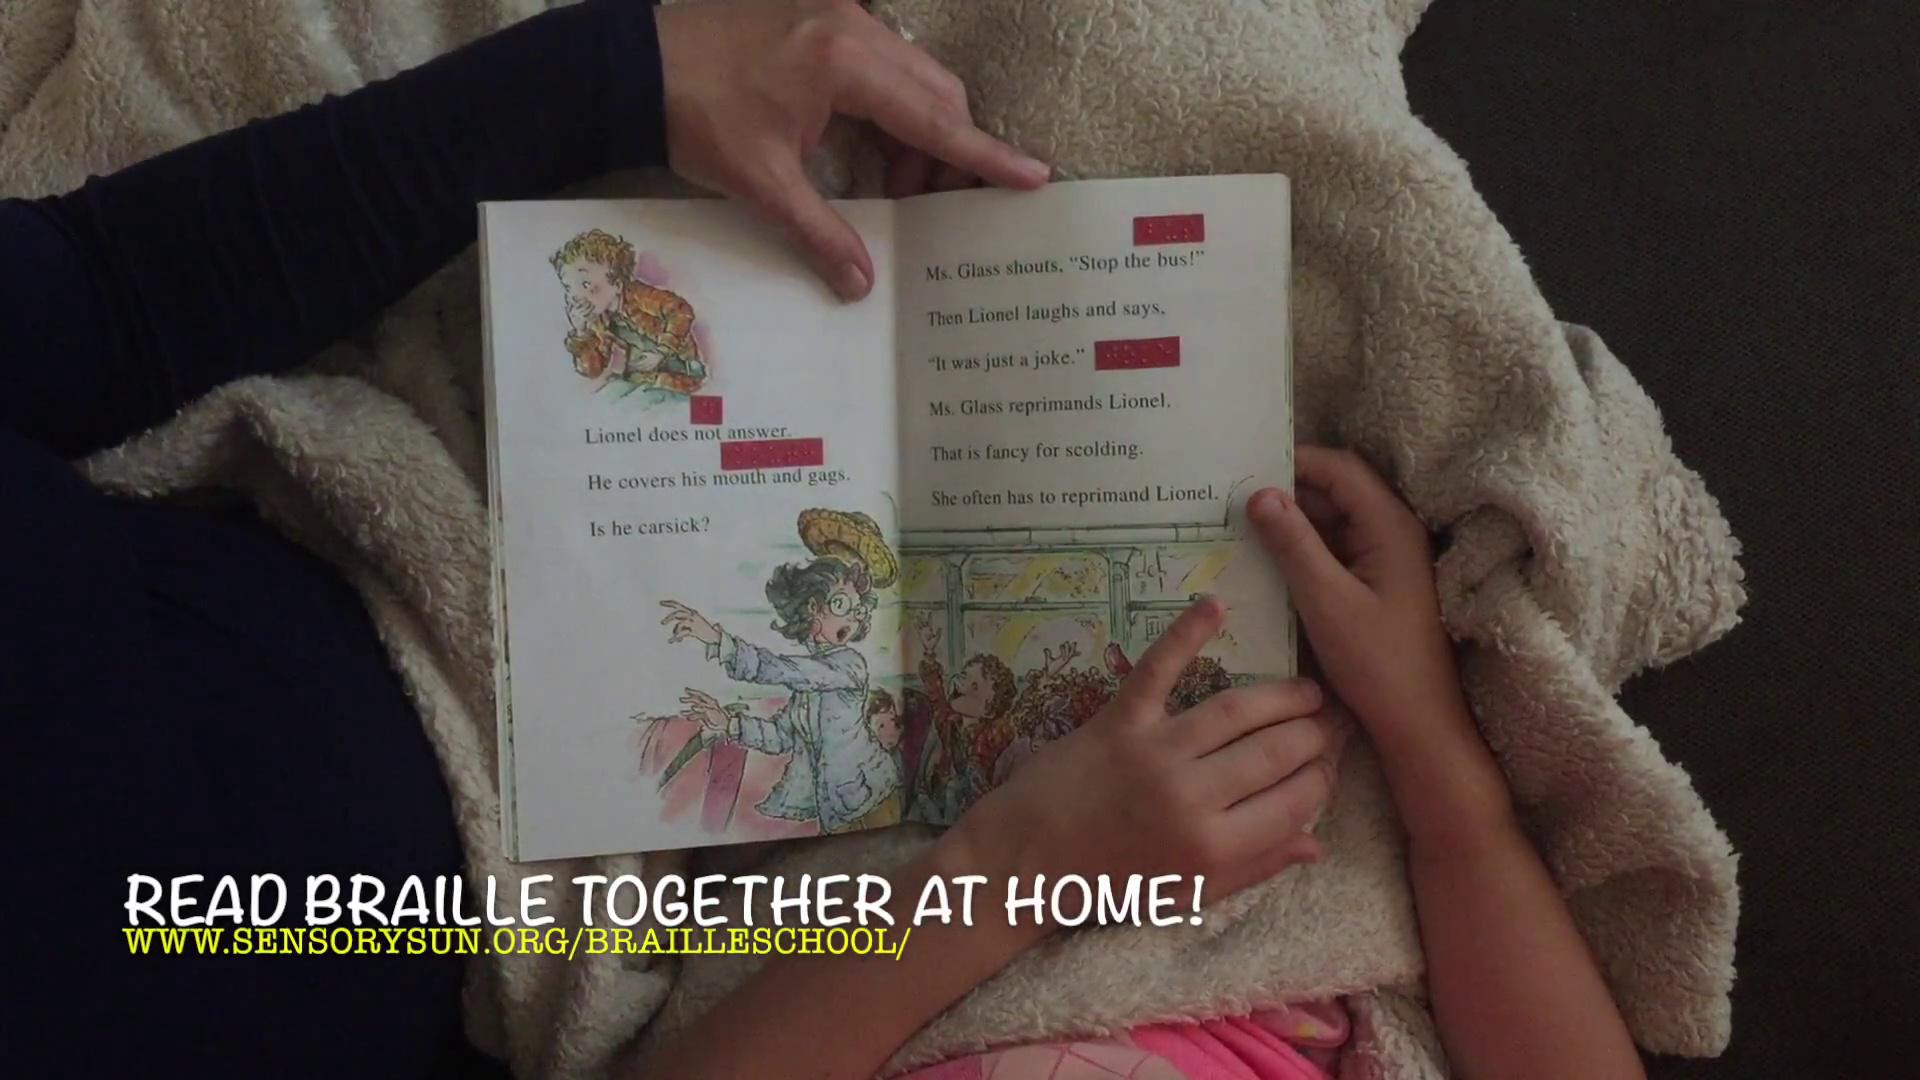 Lionel does not answer.
He covers his mouth and gags.
Is he carsick?
Ms. Glass shouts, “Stop the bus!”
Then Lionel laughs and says,
“It was just a joke.”
Ms. Glass reprimands Lionel.
That is fancy for scolding.
She often has to reprimand Lionel.
READ BRAILLE TOGETHER AT HOME!
WWW.SENSORYSUN.ORG/BRAILLESCHOOL/